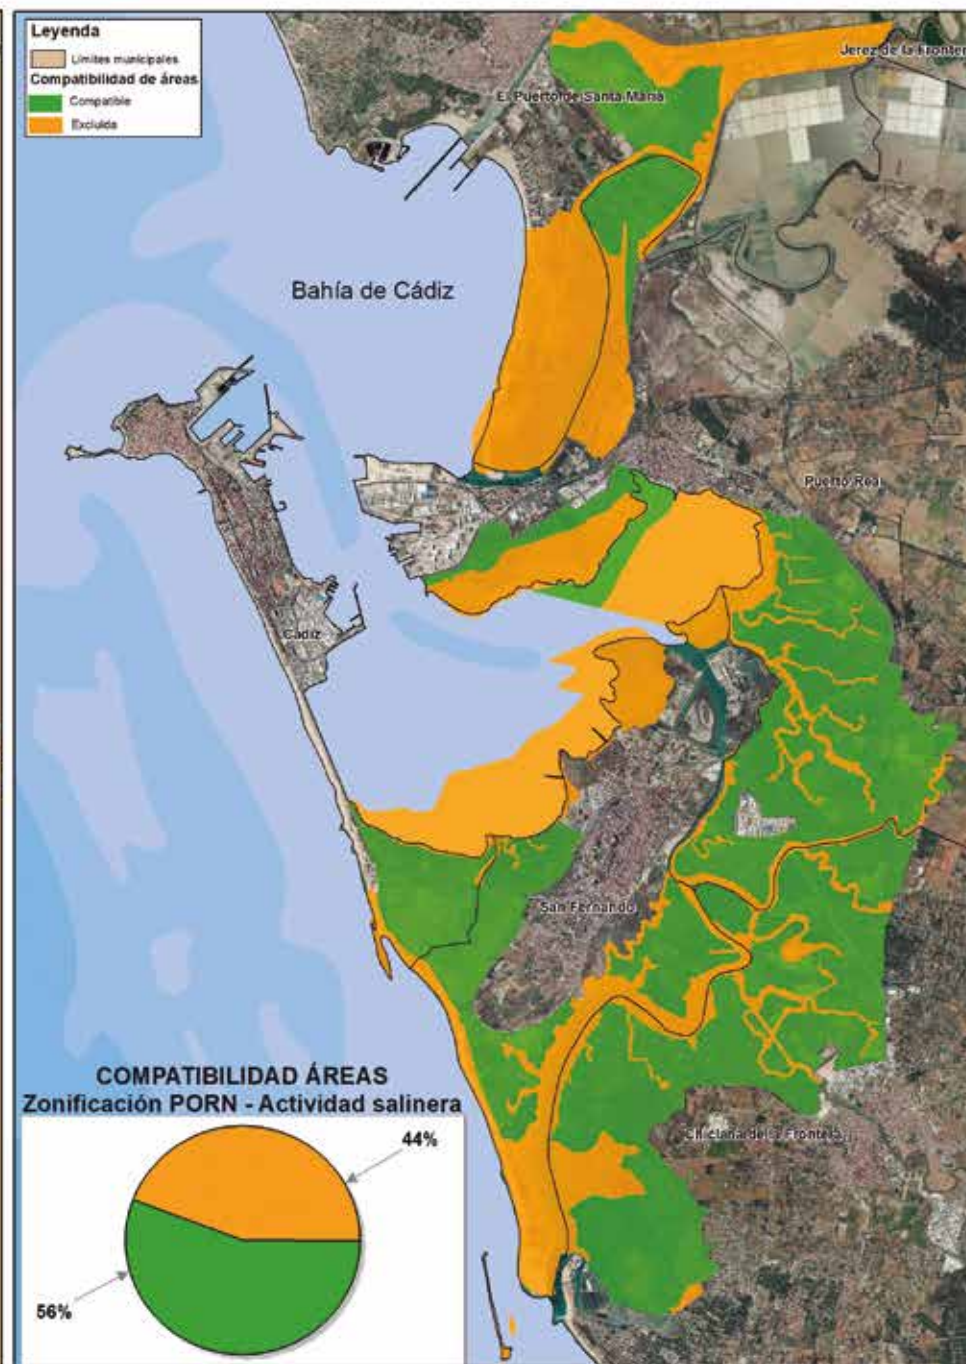 Leyenda
Límites municipales
Compatibilidad de áreas
Compatible
Excluida
Jerez de la Fronter
El Puerto de Santa María
Bahía de Cádiz
Puerto Real
Cádiz
San Fernando
Chiclana de la Frontera
COMPATIBILIDAD ÁREAS
Zonificación PORN - Actividad salinera
44%
56%